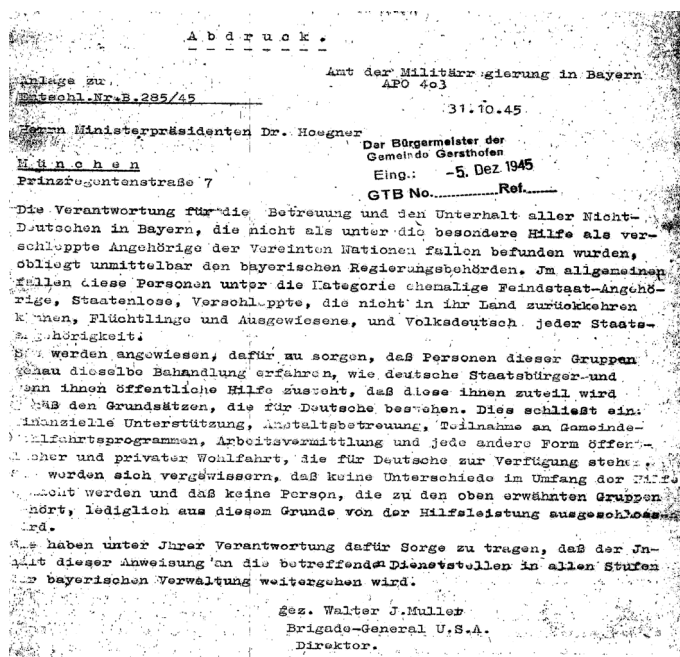 A b d r u c k .
Anlage zu
Entschl.Nr.B.285/45
Amt der Militärregierung in Bayern
APO 403
31.10.45
Herrn Ministerpräsidenten Dr. Hoegner
Der Bürgermeister der
Gemeinde Gersthofen
Eing.: -5. Dez. 1945
GTB No. Ref.
M ü n c h e n
Prinzregentenstraße 7
Die Verantwortung für die Betreuung und den Unterhalt aller Nicht-
Deutschen in Bayern, die nicht als unter die besondere Hilfe als ver-
schleppte Angehörige der Vereinten Nationen fallen befunden wurden,
obliegt unmittelbar den bayerischen Regierungsbehörden. Jm allgemeinen
fallen diese Personen unter die Kategorie ehemalige Feindstaat-Angehö-
rige, Staatenlose, Verschleppte, die nicht in ihr Land zurückkehren
können, Flüchtlinge und Ausgewiesene, und Volksdeutsch jeder Staats-
angehörigkeit.
Sie werden angewiesen, dafür zu sorgen, daß Personen dieser Gruppen
genau dieselbe Behandlung erfahren, wie deutsche Staatsbürger und
wenn ihnen öffentliche Hilfe zusteht, daß diese ihnen zuteil wird
gemäß den Grundsätzen, die für Deutsche bestehen. Dies schließt ein:
finanzielle Unterstützung, Anstaltsbetreuung, Teilnahme an Gemeinde-
wohlfahrtsprogrammen, Arbeitsvermittlung und jede andere Form öffent-
licher und privater Wohlfahrt, die für Deutsche zur Verfügung stehen.
werden sich vergewissern, daß keine Unterschiede im Umfang der Hilfe
gemacht werden und daß keine Person, die zu den oben erwähnten Gruppen
gehört, lediglich aus diesem Grunde von der Hilfsleistung ausgeschlossen
wird.
Sie haben unter Jhrer Verantwortung dafür Sorge zu tragen, daß der Jn-
halt dieser Anweisung an die betreffenden Dienststellen in allen Stufen
der bayerischen Verwaltung weitergehen wird.
gez. Walter J.Muller
Brigade-General U.S.A.
Direktor.